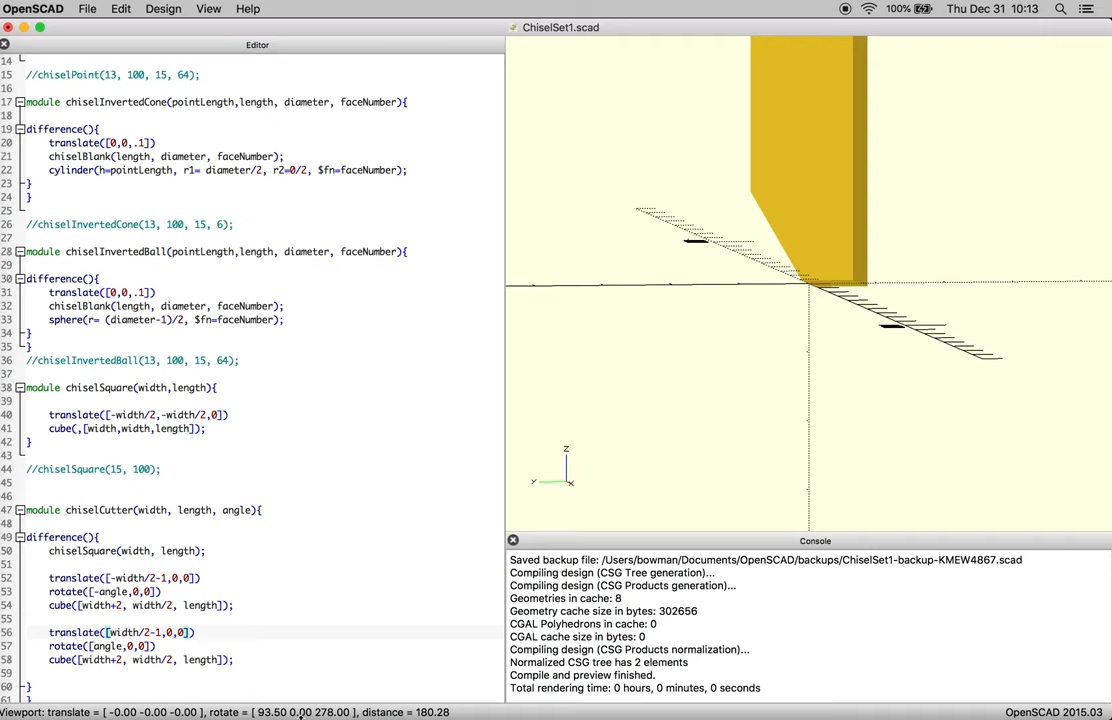 OpenSCAD File Edit Design View Help 100% Thu Dec 31 10:13
ChiselSet1.scad
Editor
14
15 //chiselPoint(13, 100, 15, 64);
16
17 module chiselInvertedCone(pointLength,length, diameter, faceNumber){
18
19 difference(){
20 translate([0,0,.1])
21 chiselBlank(length, diameter, faceNumber);
22 cylinder(h=pointLength, r1= diameter/2, r2=0/2, $fn=faceNumber);
23 }
24 }
25
26 //chiselInvertedCone(13, 100, 15, 6);
27
28 module chiselInvertedBall(pointLength,length, diameter, faceNumber){
29
30 difference(){
31 translate([0,0,.1])
32 chiselBlank(length, diameter, faceNumber);
33 sphere(r= (diameter-1)/2, $fn=faceNumber);
34 }
35 }
36 //chiselInvertedBall(13, 100, 15, 64);
37
38 module chiselSquare(width,length){
39
40 translate([-width/2,-width/2,0])
41 cube(,[width,width,length]);
42 }
43
44 //chiselSquare(15, 100);
45
46
47 module chiselCutter(width, length, angle){
48
49 difference(){
50 chiselSquare(width, length);
51
52 translate([-width/2-1,0,0])
53 rotate([-angle,0,0])
54 cube([width+2, width/2, length]);
55
56 translate([width/2-1,0,0])
57 rotate([angle,0,0])
58 cube([width+2, width/2, length]);
59
60 }
61 }
Z
Y
X
Console
Saved backup file: /Users/bowman/Documents/OpenSCAD/backups/ChiselSet1-backup-KMEW4867.scad
Compiling design (CSG Tree generation)...
Compiling design (CSG Products generation)...
Geometries in cache: 8
Geometry cache size in bytes: 302656
CGAL Polyhedrons in cache: 0
CGAL cache size in bytes: 0
Compiling design (CSG Products normalization)...
Normalized CSG tree has 2 elements
Compile and preview finished.
Total rendering time: 0 hours, 0 minutes, 0 seconds
Viewport: translate = [ -0.00 -0.00 -0.00 ], rotate = [ 93.50 0.00 278.00 ], distance = 180.28
OpenSCAD 2015.03